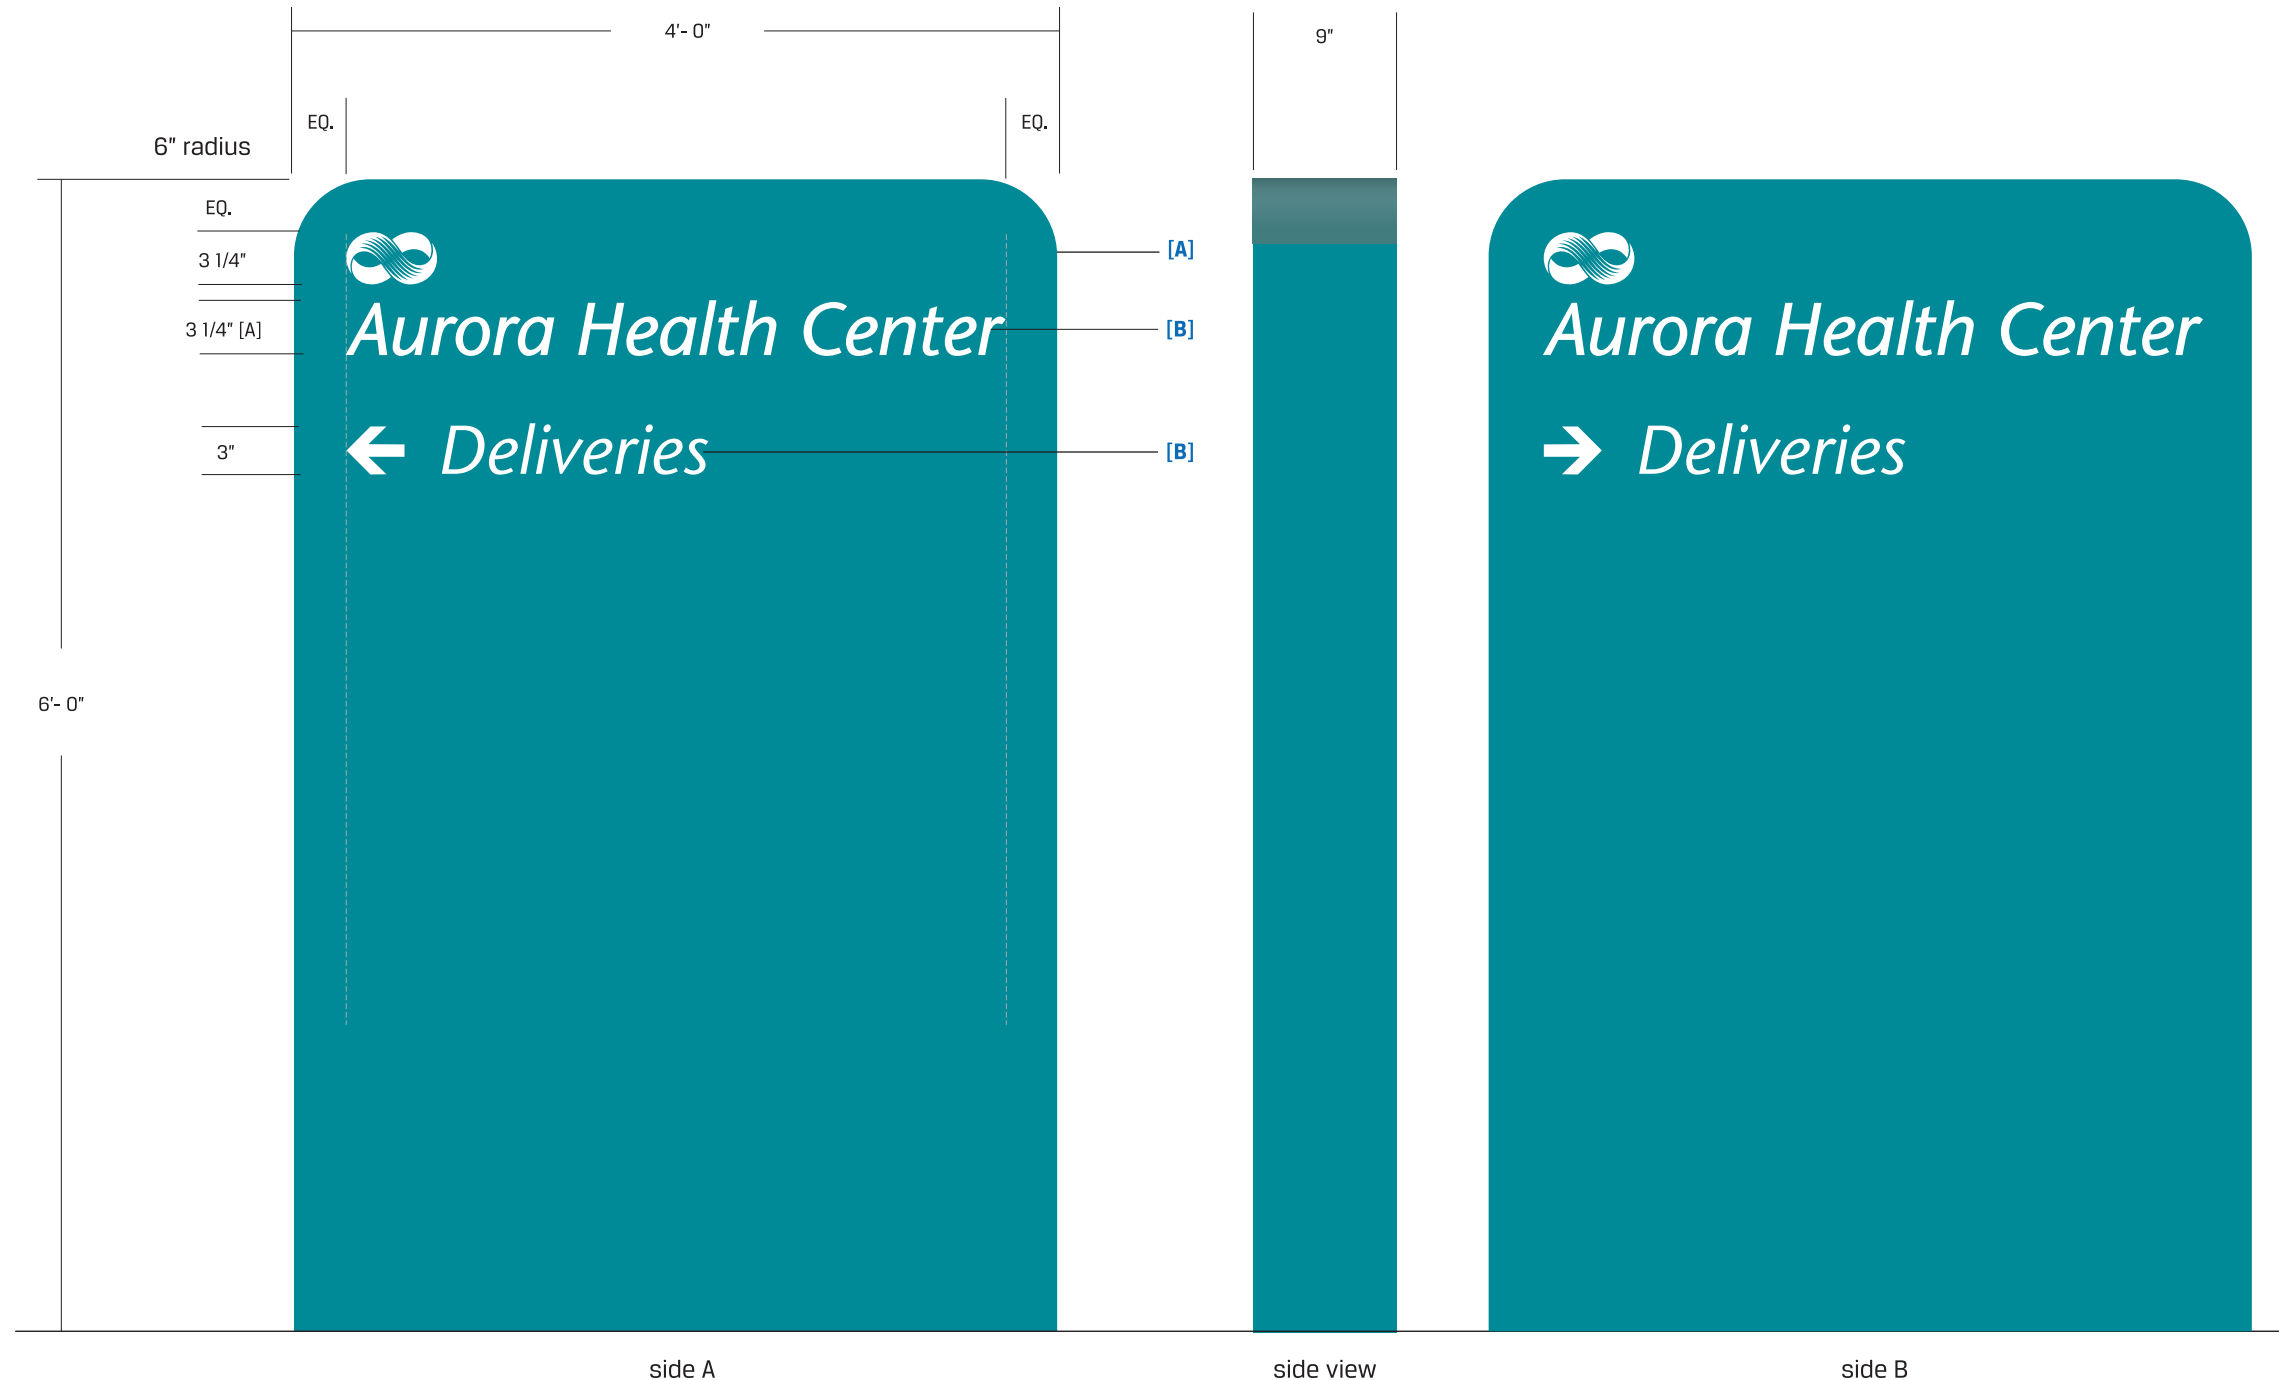 4'- 0"
9"
EQ.
EQ.
6" radius
EQ.
3 1/4"
[A]
3 1/4" [A]
Aurora Health Center
[B]
Aurora Health Center
3"
Deliveries
[B]
Deliveries
6'- 0"
side A
side view
side B